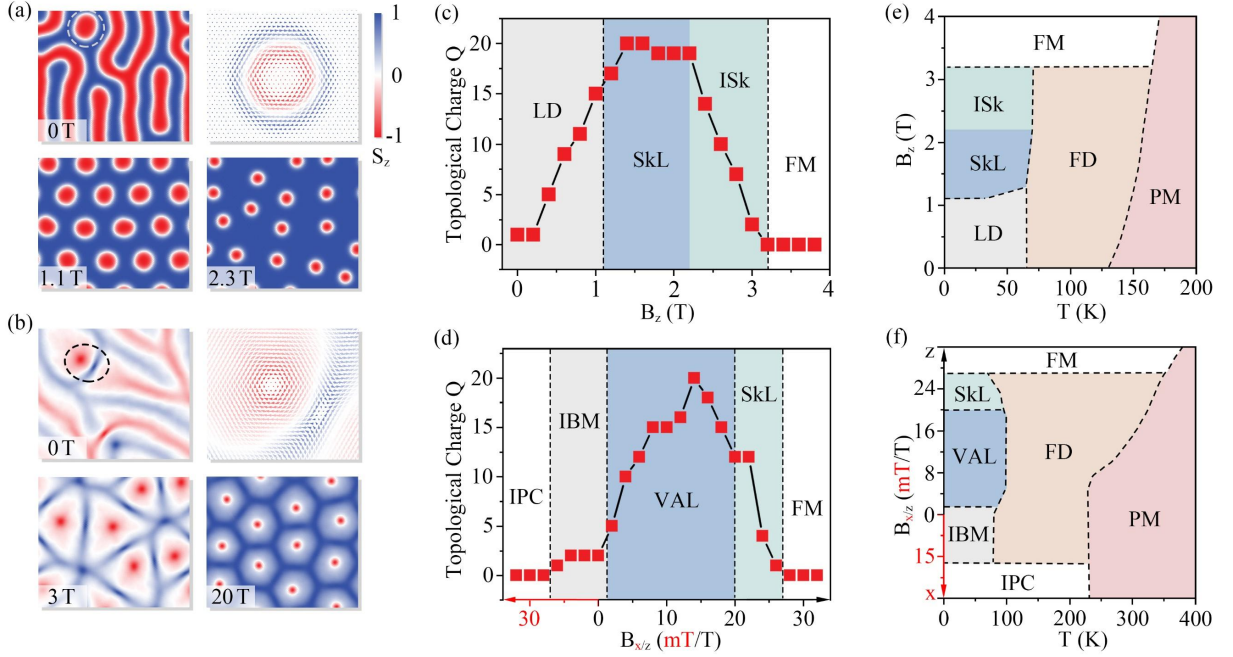 (a)
0 T
1
0
-1
S_z
1.1 T
2.3 T
(b)
0 T
3 T
20 T
(c)
Topological Charge Q
20
15
10
5
0
LD
SkL
ISk
FM
0
1
2
3
4
B_z (T)
(d)
Topological Charge Q
20
15
10
5
0
IPC
IBM
VAL
SkL
FM
30
0
10
20
30
B_x/z (mT/T)
(e)
B_z (T)
4
3
2
1
0
FM
ISk
SkL
LD
FD
PM
0
50
100
150
200
T (K)
(f)
B_x/z (mT/T)
z
24
16
8
0
15
x
FM
SkL
VAL
IBM
IPC
FD
PM
0
100
200
300
400
T (K)